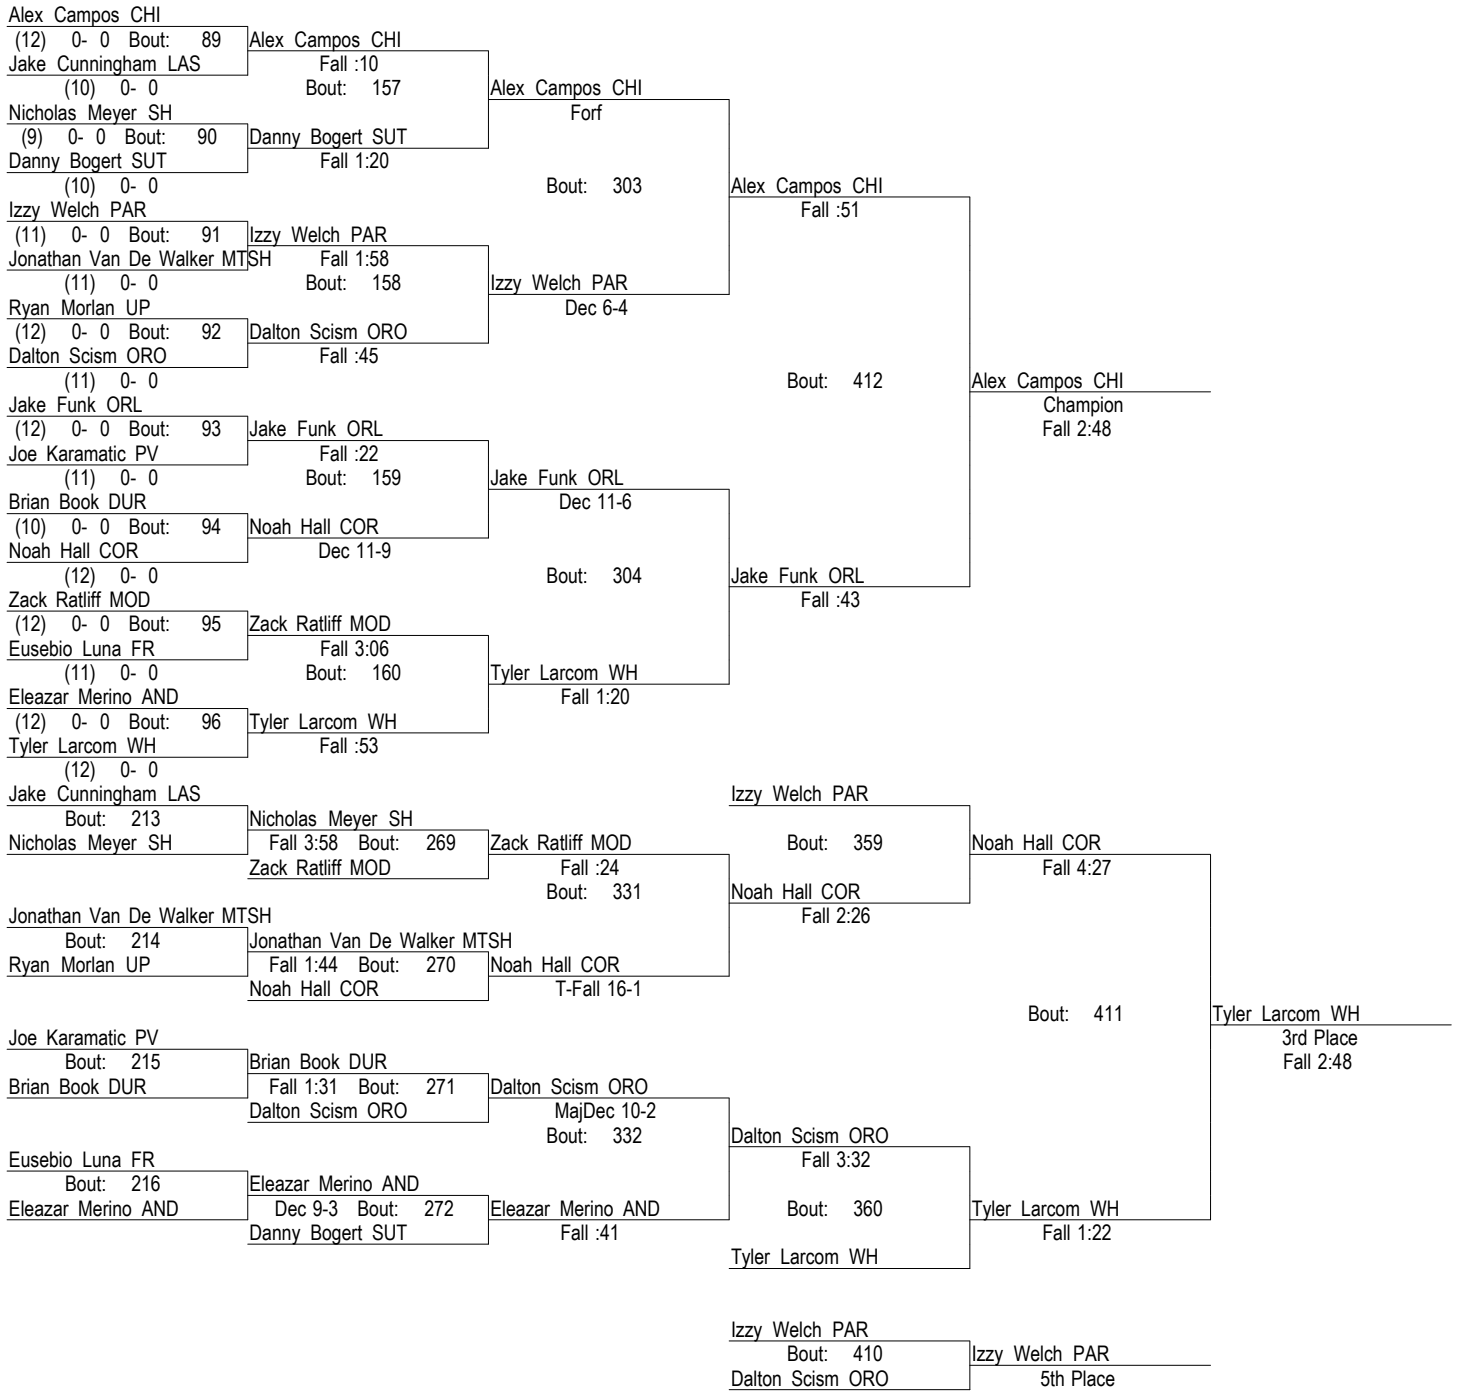 Alex Campos CHI
(12) 0- 0 Bout: 89 Alex Campos CHI
Jake Cunningham LAS Fall :10
(10) 0- 0 Bout: 157 Alex Campos CHI
Nicholas Meyer SH Forf
(9) 0- 0 Bout: 90 Danny Bogert SUT
Danny Bogert SUT Fall 1:20
(10) 0- 0 Bout: 303 Alex Campos CHI
Izzy Welch PAR Fall :51
(11) 0- 0 Bout: 91 Izzy Welch PAR
Jonathan Van De Walker MTSH Fall 1:58
(11) 0- 0 Bout: 158 Izzy Welch PAR
Ryan Morlan UP Dec 6-4
(12) 0- 0 Bout: 92 Dalton Scism ORO
Dalton Scism ORO Fall :45
(11) 0- 0 Bout: 412 Alex Campos CHI
Jake Funk ORL Champion
(12) 0- 0 Bout: 93 Jake Funk ORL Fall 2:48
Joe Karamatic PV Fall :22
(11) 0- 0 Bout: 159 Jake Funk ORL
Brian Book DUR Dec 11-6
(10) 0- 0 Bout: 94 Noah Hall COR
Noah Hall COR Dec 11-9
(12) 0- 0 Bout: 304 Jake Funk ORL
Zack Ratliff MOD Fall :43
(12) 0- 0 Bout: 95 Zack Ratliff MOD
Eusebio Luna FR Fall 3:06
(11) 0- 0 Bout: 160 Tyler Larcom WH
Eleazar Merino AND Fall 1:20
(12) 0- 0 Bout: 96 Tyler Larcom WH
Tyler Larcom WH Fall :53
(12) 0- 0
Jake Cunningham LAS Izzy Welch PAR
Bout: 213 Nicholas Meyer SH
Nicholas Meyer SH Fall 3:58 Bout: 269 Zack Ratliff MOD Bout: 359 Noah Hall COR
Zack Ratliff MOD Fall :24 Fall 4:27
Bout: 331 Noah Hall COR
Jonathan Van De Walker MTSH Fall 2:26
Bout: 214 Jonathan Van De Walker MTSH
Ryan Morlan UP Fall 1:44 Bout: 270 Noah Hall COR
Noah Hall COR T-Fall 16-1
Bout: 411 Tyler Larcom WH
Joe Karamatic PV 3rd Place
Bout: 215 Brian Book DUR Fall 2:48
Brian Book DUR Fall 1:31 Bout: 271 Dalton Scism ORO
Dalton Scism ORO MajDec 10-2
Bout: 332 Dalton Scism ORO
Eusebio Luna FR Fall 3:32
Bout: 216 Eleazar Merino AND
Eleazar Merino AND Dec 9-3 Bout: 272 Eleazar Merino AND Bout: 360 Tyler Larcom WH
Danny Bogert SUT Fall :41 Fall 1:22
Tyler Larcom WH
Izzy Welch PAR
Bout: 410 Izzy Welch PAR
Dalton Scism ORO 5th Place